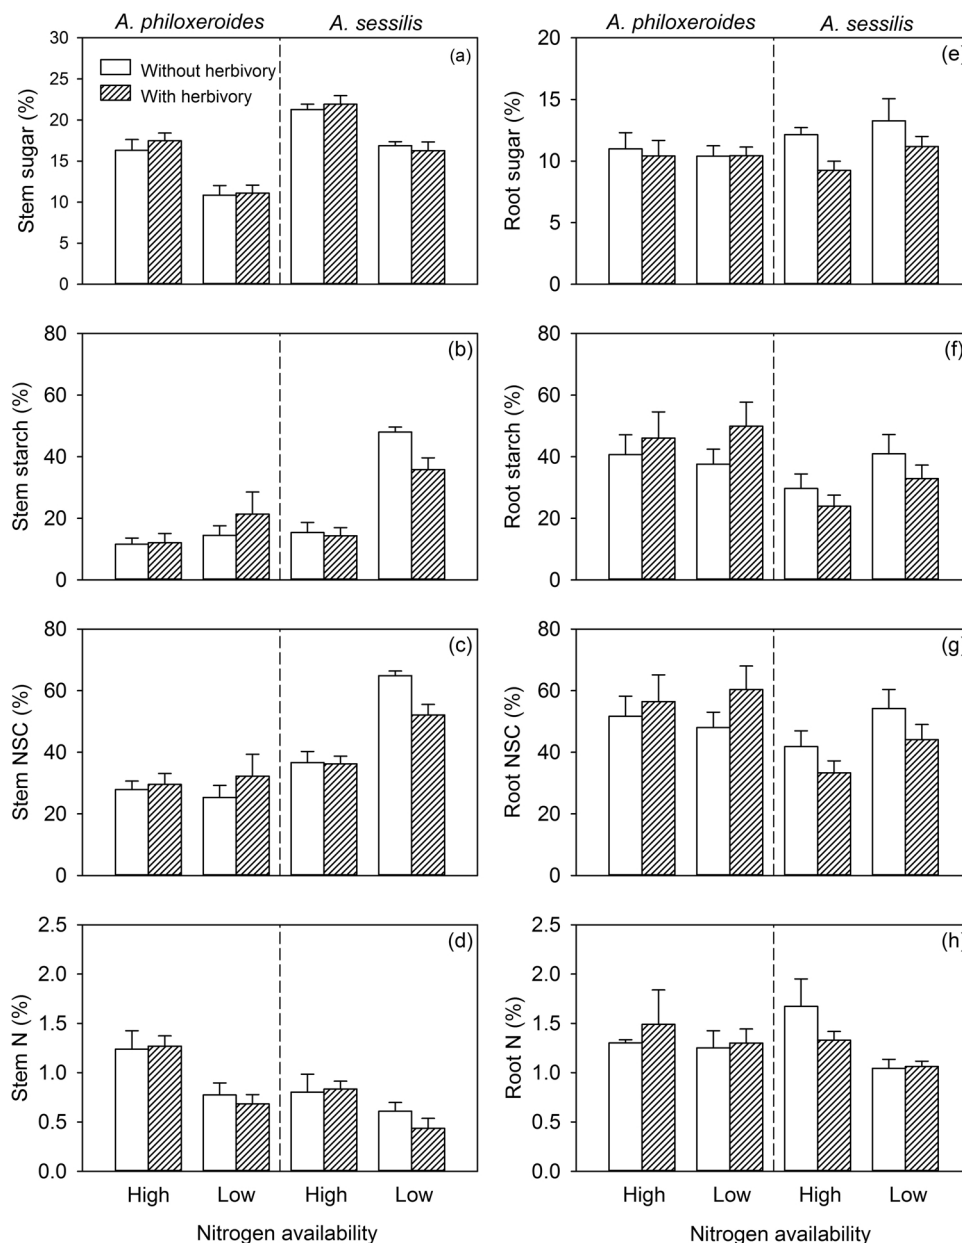 A. philoxeroides A. sessilis
30
25
20
15
10
5
0
Stem sugar (%)
Without herbivory
With herbivory
(a)
A. philoxeroides A. sessilis
20
15
10
5
0
Root sugar (%)
(e)
80
60
40
20
0
Stem starch (%)
(b)
80
60
40
20
0
Root starch (%)
(f)
80
60
40
20
0
Stem NSC (%)
(c)
80
60
40
20
0
Root NSC (%)
(g)
2.5
2.0
1.5
1.0
0.5
0.0
Stem N (%)
(d)
High Low High Low
Nitrogen availability
2.5
2.0
1.5
1.0
0.5
0.0
Root N (%)
(h)
High Low High Low
Nitrogen availability